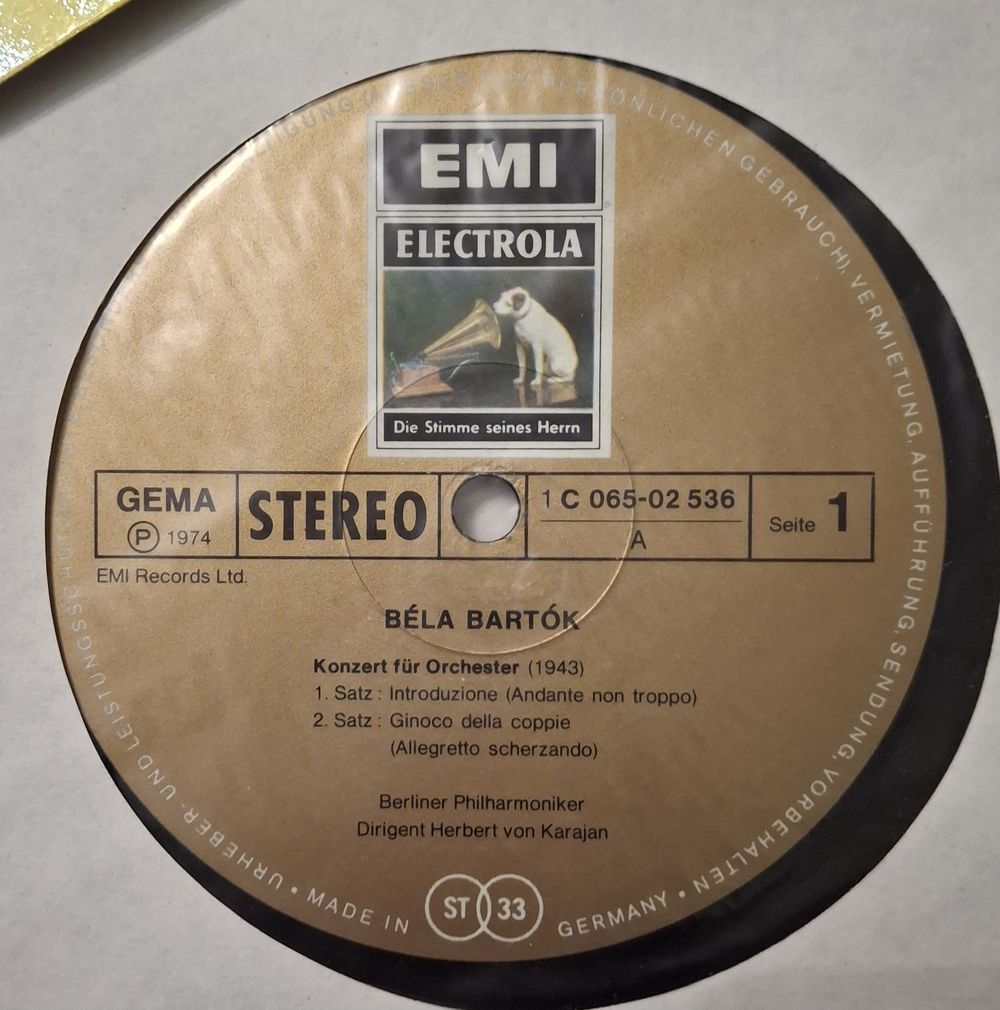 EMI
ELECTROLA
Die Stimme seines Herrn
GEMA
Ⓟ 1974
STEREO
1 C 065-02 536
A
Seite 1
EMI Records Ltd.
BÉLA BARTÓK
Konzert für Orchester (1943)
1. Satz : Introduzione (Andante non troppo)
2. Satz : Ginoco della coppie
(Allegretto scherzando)
Berliner Philharmoniker
Dirigent Herbert von Karajan
URHEBER- UND LEISTUNGSSCHUTZ
PERSÖNLICHEN GEBRAUCH), VERMIETUNG, AUFFÜHRUNG, SENDUNG, VORBEHALTEN •
• MADE IN ST 33 GERMANY